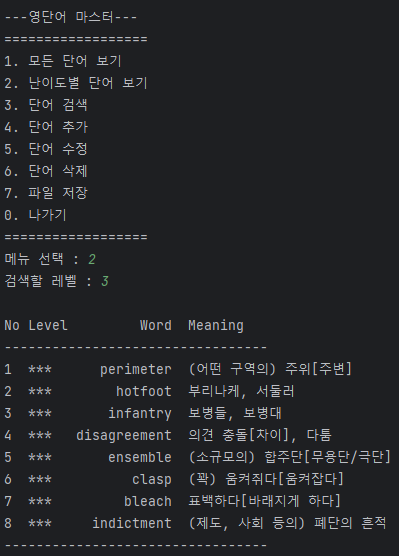 ---영단어 마스터---
==================
1. 모든 단어 보기
2. 난이도별 단어 보기
3. 단어 검색
4. 단어 추가
5. 단어 수정
6. 단어 삭제
7. 파일 저장
0. 나가기
==================
메뉴 선택 : 2
검색할 레벨 : 3
No Level         Word  Meaning
---------------------------------
1  ***      perimeter  (어떤 구역의) 주위[주변]
2  ***        hotfoot  부리나케, 서둘러
3  ***       infantry  보병들, 보병대
4  ***   disagreement  의견 충돌[차이], 다툼
5  ***       ensemble  (소규모의) 합주단[무용단/극단]
6  ***          clasp  (꽉) 움켜쥐다[움켜잡다]
7  ***         bleach  표백하다[바래지게 하다]
8  ***     indictment  (제도, 사회 등의) 폐단의 흔적
---------------------------------